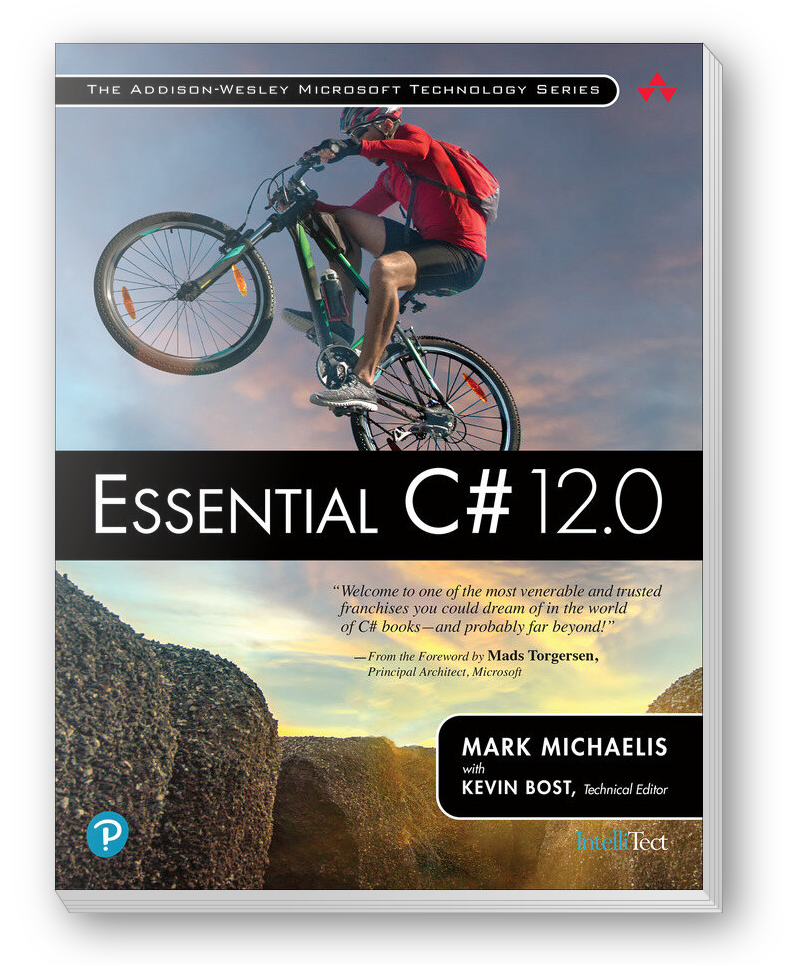 THE ADDISON-WESLEY MICROSOFT TECHNOLOGY SERIES
ESSENTIAL C# 12.0
“Welcome to one of the most venerable and trusted
franchises you could dream of in the world
of C# books—and probably far beyond!”
—From the Foreword by Mads Torgersen,
Principal Architect, Microsoft
MARK MICHAELIS
with
KEVIN BOST, Technical Editor
P
IntelliTect